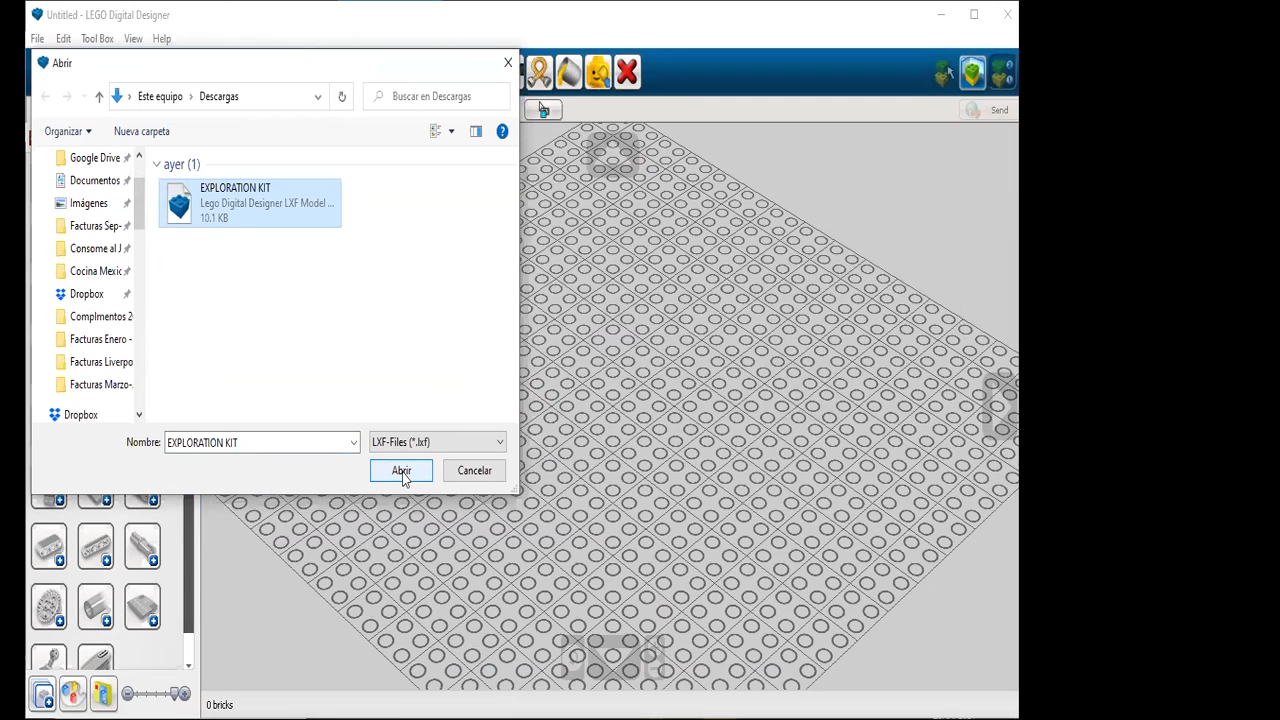 Untitled - LEGO Digital Designer
File Edit Tool Box View Help
Abrir
Este equipo > Descargas
Buscar en Descargas
Organizar
Nueva carpeta
Send
Google Drive
Documentos
Imágenes
Facturas Sep-
Consome al J
Cocina Mexic
Dropbox
Complmentos 2
Facturas Enero -
Facturas Liverpo
Facturas Marzo-
Dropbox
ayer (1)
EXPLORATION KIT
Lego Digital Designer LXF Model ...
10.1 KB
Nombre: EXPLORATION KIT
LXF-Files (*.lxf)
Abrir
Cancelar
0 bricks